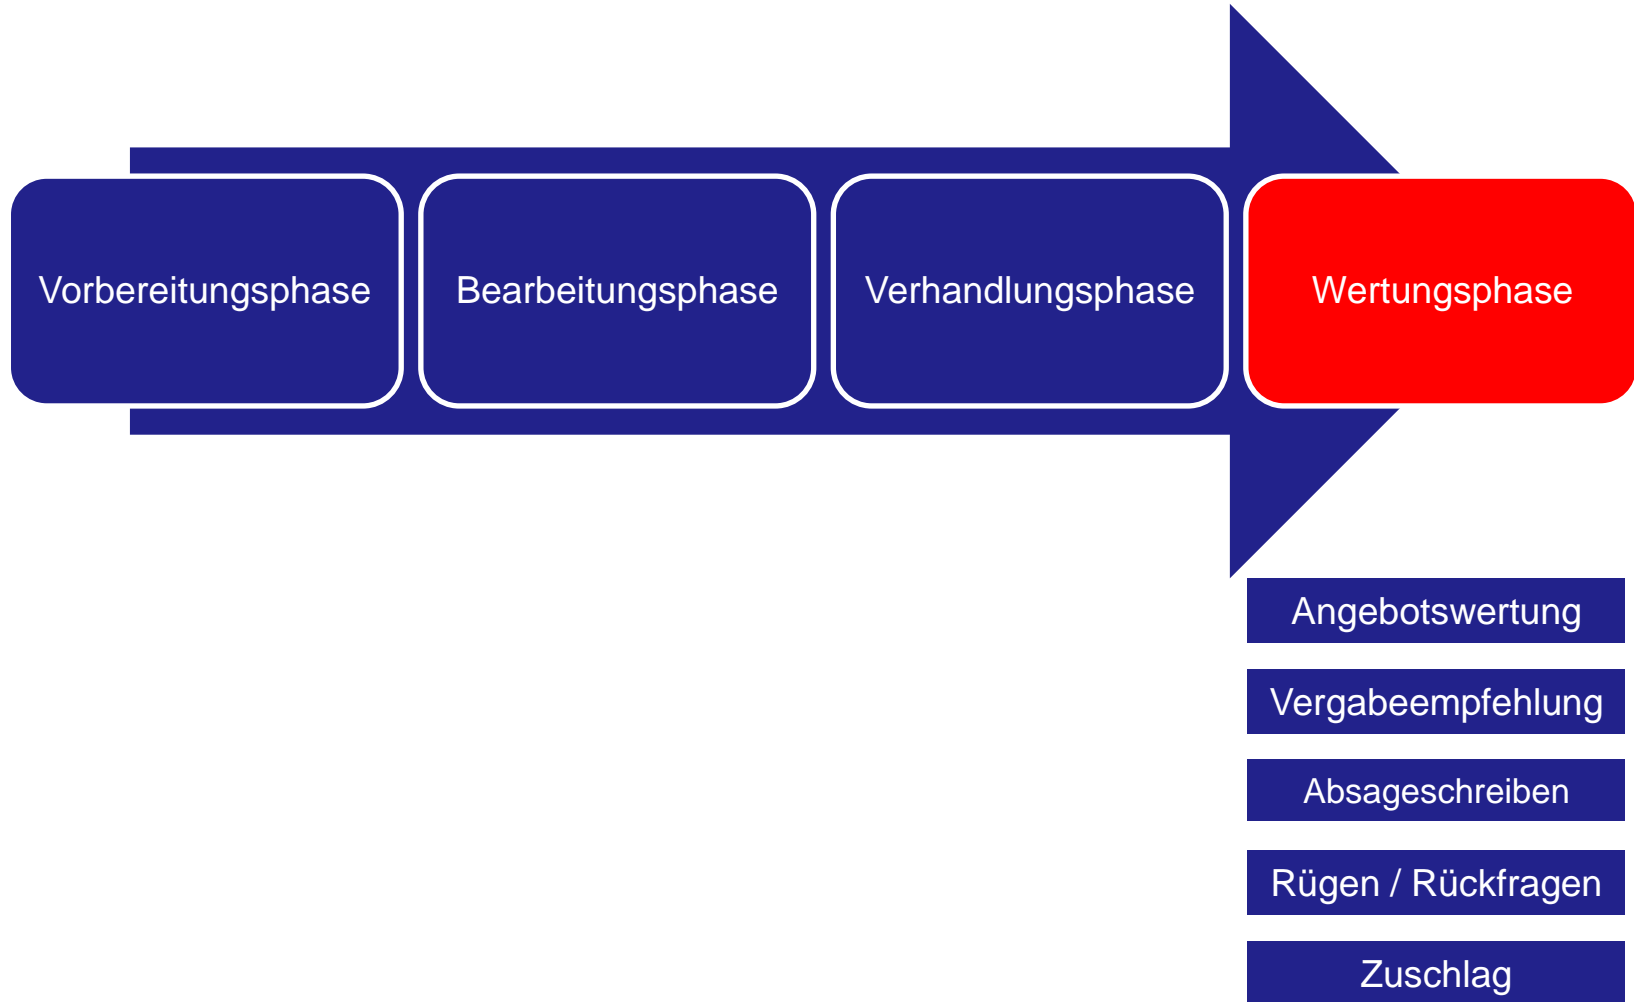 Vorbereitungsphase
Bearbeitungsphase
Verhandlungsphase
Wertungsphase
Angebotswertung
Vergabeempfehlung
Absageschreiben
Rügen / Rückfragen
Zuschlag